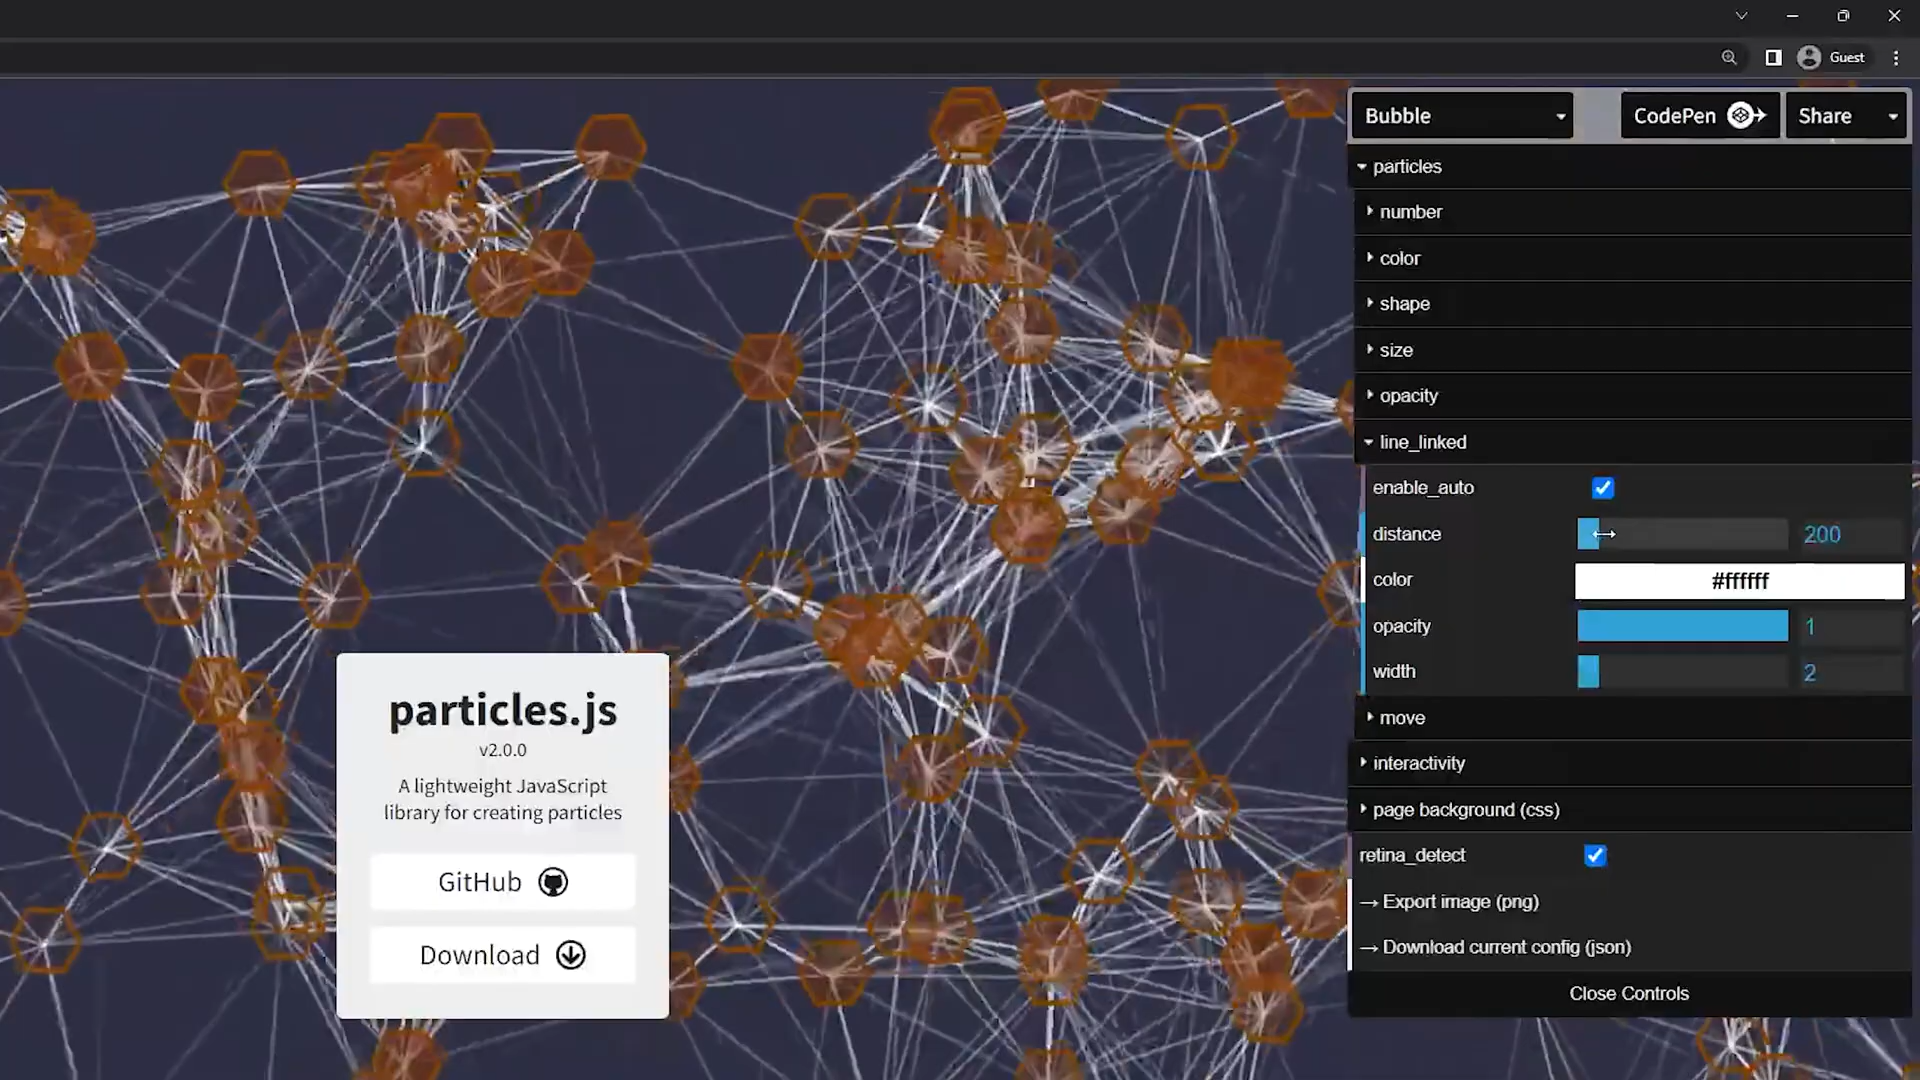 Guest
Bubble
CodePen
Share
particles
number
color
shape
size
opacity
line_linked
enable_auto
distance 200
color #ffffff
opacity 1
width 2
move
interactivity
page background (css)
retina_detect
→ Export image (png)
→ Download current config (json)
Close Controls
particles.js
v2.0.0
A lightweight JavaScript
library for creating particles
GitHub
Download